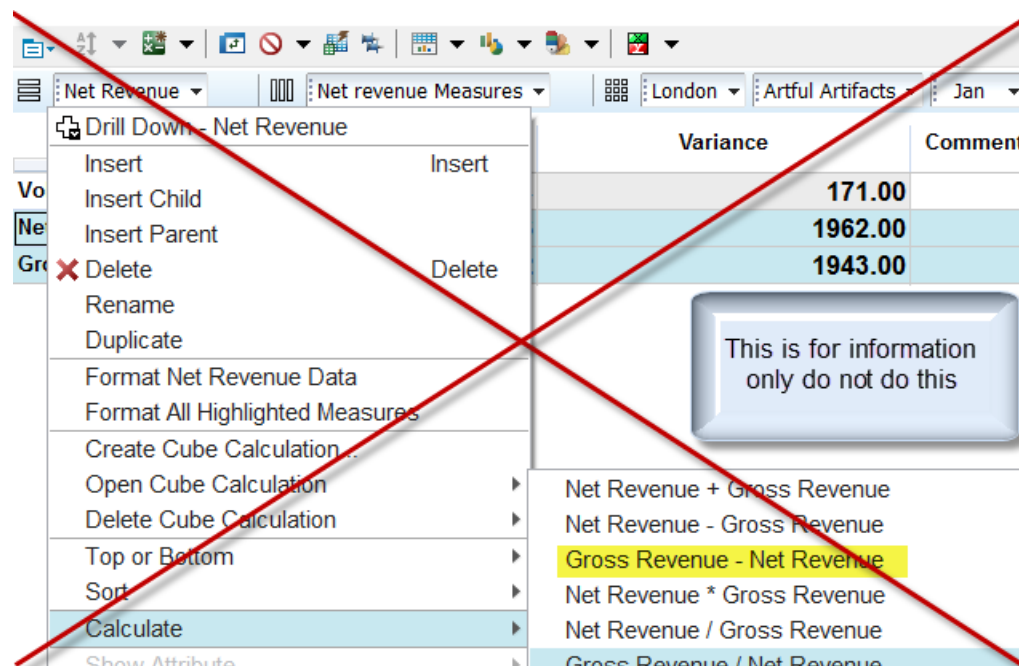 Net Revenue Net revenue Measures London Artful Artifacts Jan
Drill Down - Net Revenue
Variance
Insert Insert
Insert Child
171.00
Insert Parent
1962.00
Delete Delete
1943.00
Rename
Duplicate
This is for information
only do not do this
Format Net Revenue Data
Format All Highlighted Measures
Create Cube Calculation...
Open Cube Calculation
Delete Cube Calculation
Top or Bottom
Sort
Calculate
Show Attribute
Net Revenue + Gross Revenue
Net Revenue - Gross Revenue
Gross Revenue - Net Revenue
Net Revenue * Gross Revenue
Net Revenue / Gross Revenue
Gross Revenue / Net Revenue